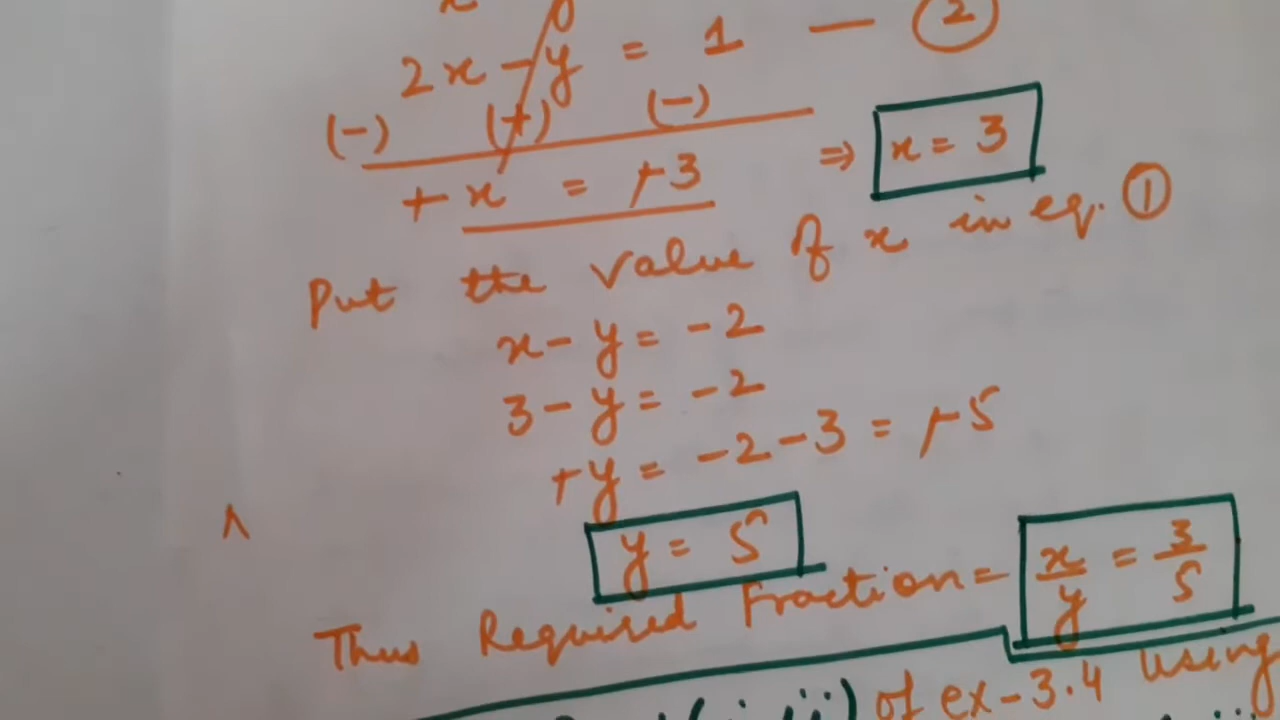 x y
2x - y = 1 — ②
(-) (+) (-)
+ x = + 3 ⇒ x = 3
Put the value of x in eq. ①
x - y = -2
3 - y = -2
+ y = -2 - 3 = + 5
y = 5
Thus Required Fraction = x/y = 3/5
of ex-3.4 using